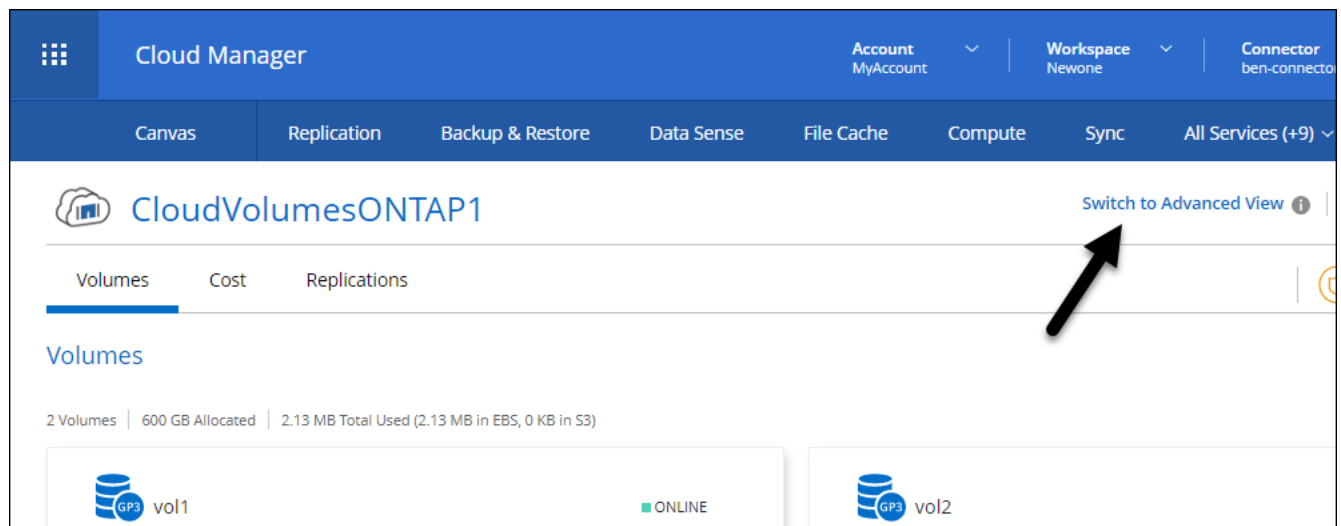 Cloud Manager
Account
MyAccount
Workspace
Newone
Connector
ben-connector
Canvas Replication Backup & Restore Data Sense File Cache Compute Sync All Services (+9)
CloudVolumesONTAP1
Switch to Advanced View
Volumes Cost Replications
Volumes
2 Volumes | 600 GB Allocated | 2.13 MB Total Used (2.13 MB in EBS, 0 KB in S3)
GP3 vol1 ONLINE
GP3 vol2